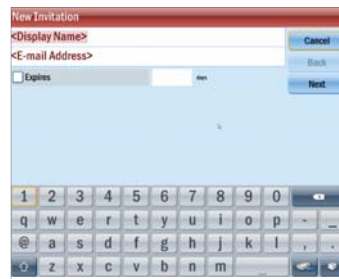 New Invitation
<Display Name>
Cancel
<E-mail Address>
Back
Expires
days
Next
1 2 3 4 5 6 7 8 9 0
q w e r t y u i o p - _
@ a s d f g h j k l , .
z x c v b n m